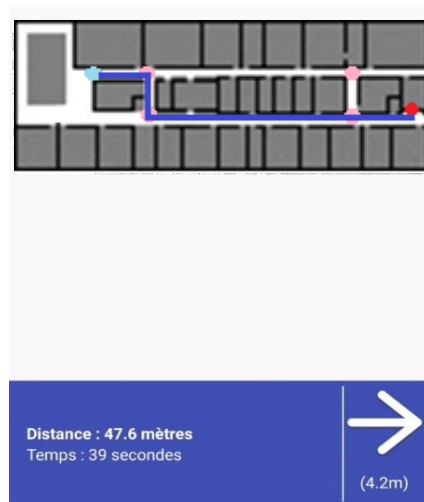 Distance : 47.6 mètres
Temps : 39 secondes
(4.2m)